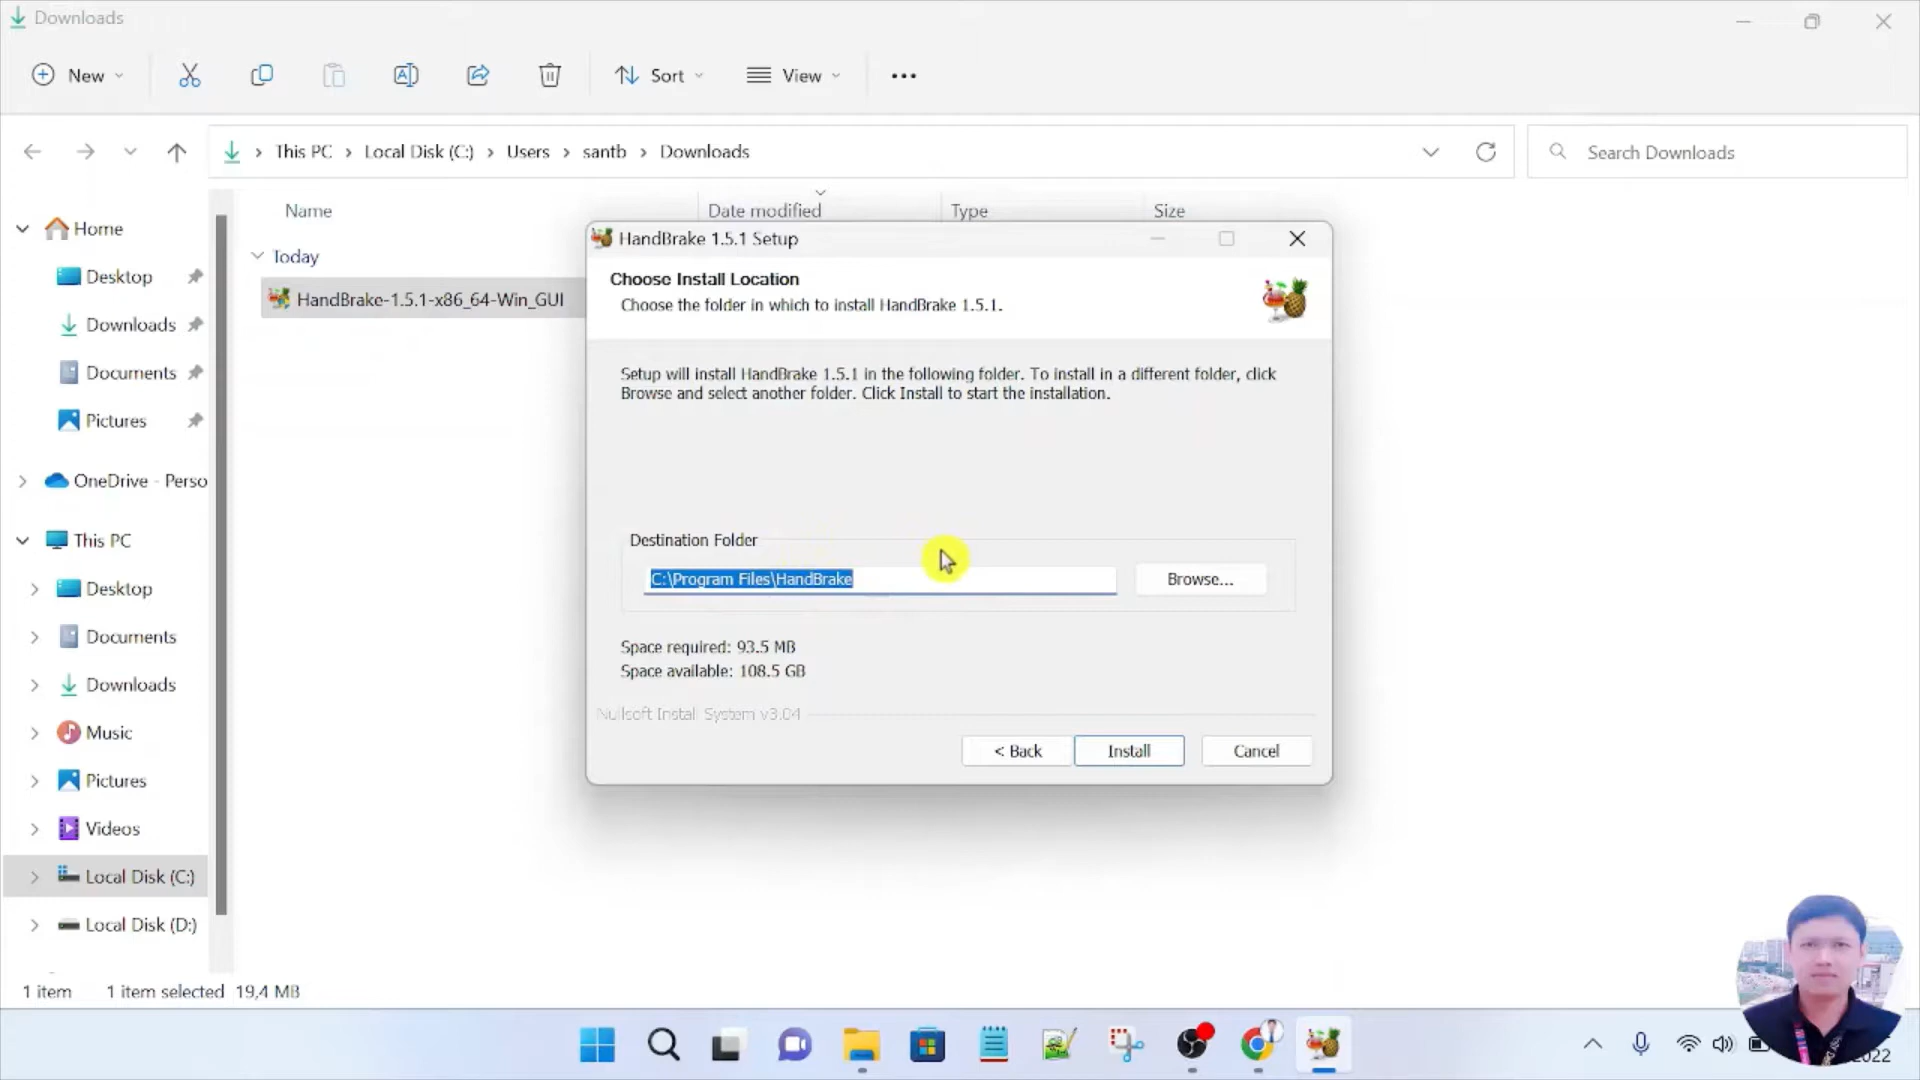 Downloads
New
Sort
View
This PC > Local Disk (C:) > Users > santb > Downloads
Search Downloads
Name
Date modified
Type
Size
Home
Desktop
Downloads
Documents
Pictures
OneDrive - Perso
This PC
Desktop
Documents
Downloads
Music
Pictures
Videos
Local Disk (C:)
Local Disk (D:)
Today
HandBrake-1.5.1-x86_64-Win_GUI
HandBrake 1.5.1 Setup
Choose Install Location
Choose the folder in which to install HandBrake 1.5.1.
Setup will install HandBrake 1.5.1 in the following folder. To install in a different folder, click
Browse and select another folder. Click Install to start the installation.
Destination Folder
C:\Program Files\HandBrake
Browse...
Space required: 93.5 MB
Space available: 108.5 GB
Nullsoft Install System v3.04
< Back
Install
Cancel
1 item
1 item selected 19,4 MB
2022